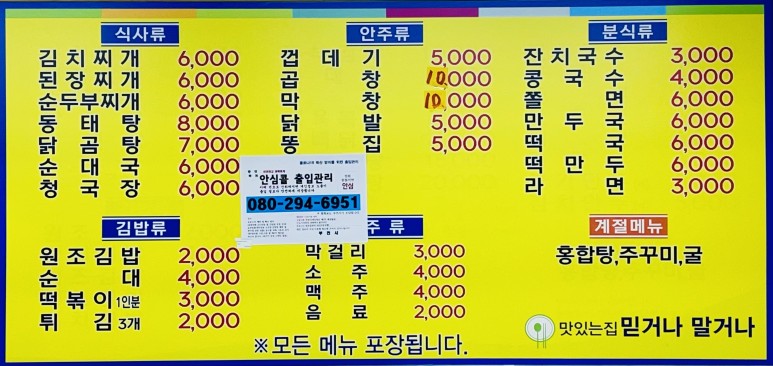 식사류
김치찌개 6,000
된장찌개 6,000
순두부찌개 6,000
동태탕 8,000
닭곰탕 7,000
순대국 6,000
청국장 6,000
안주류
껍데기 5,000
곱창 10,000
막창 10,000
닭발 5,000
똥집 5,000
분식류
잔치국수 3,000
콩국수 4,000
쫄면 6,000
만두국 6,000
떡국 6,000
떡만두 6,000
라면 3,000
안심콜 출입관리
안심
080-294-6951
부천시
김밥류
원조김밥 2,000
순대 4,000
떡볶이 1인분 3,000
튀김 3개 2,000
주류
막걸리 3,000
소주 4,000
맥주 4,000
음료 2,000
계절메뉴
홍합탕,주꾸미,굴
맛있는집 믿거나 말거나
※모든 메뉴 포장됩니다.